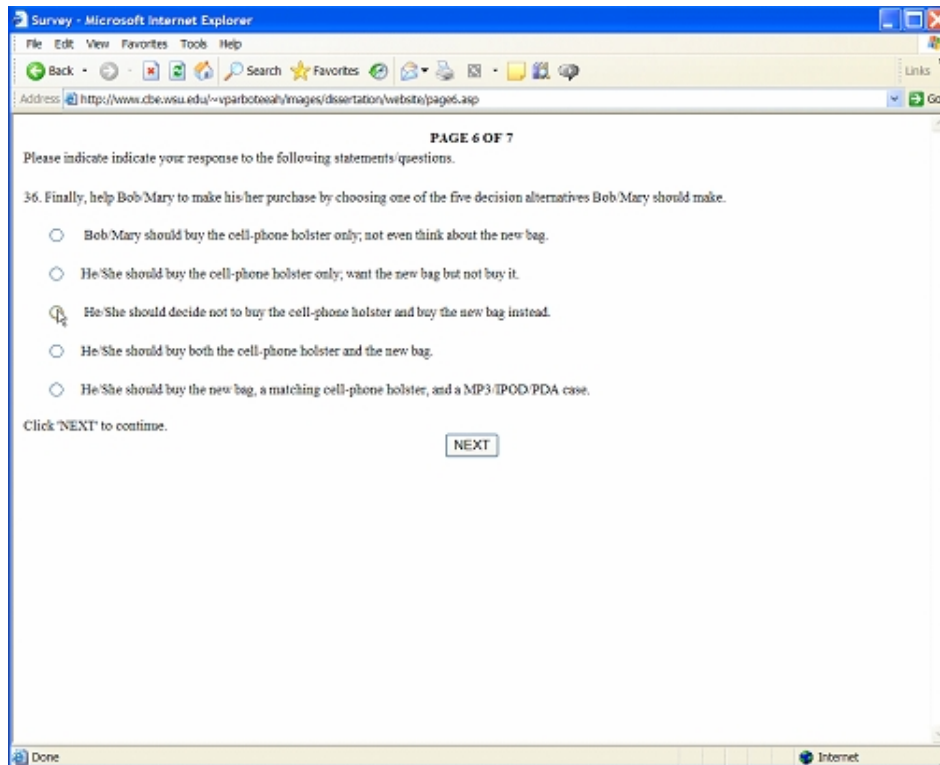 Survey - Microsoft Internet Explorer
File Edit View Favorites Tools Help
Back Search Favorites
Links
Address http://www.cbe.wsu.edu/~vparboteeah/images/dissertation/website/page6.asp Go
PAGE 6 OF 7
Please indicate indicate your response to the following statements/questions.
36. Finally, help Bob/Mary to make his/her purchase by choosing one of the five decision alternatives Bob/Mary should make.
Bob/Mary should buy the cell-phone holster only; not even think about the new bag.
He/She should buy the cell-phone holster only; want the new bag but not buy it.
He/She should decide not to buy the cell-phone holster and buy the new bag instead.
He/She should buy both the cell-phone holster and the new bag.
He/She should buy the new bag, a matching cell-phone holster, and a MP3/IPOD/PDA case.
Click 'NEXT' to continue.
NEXT
Done Internet